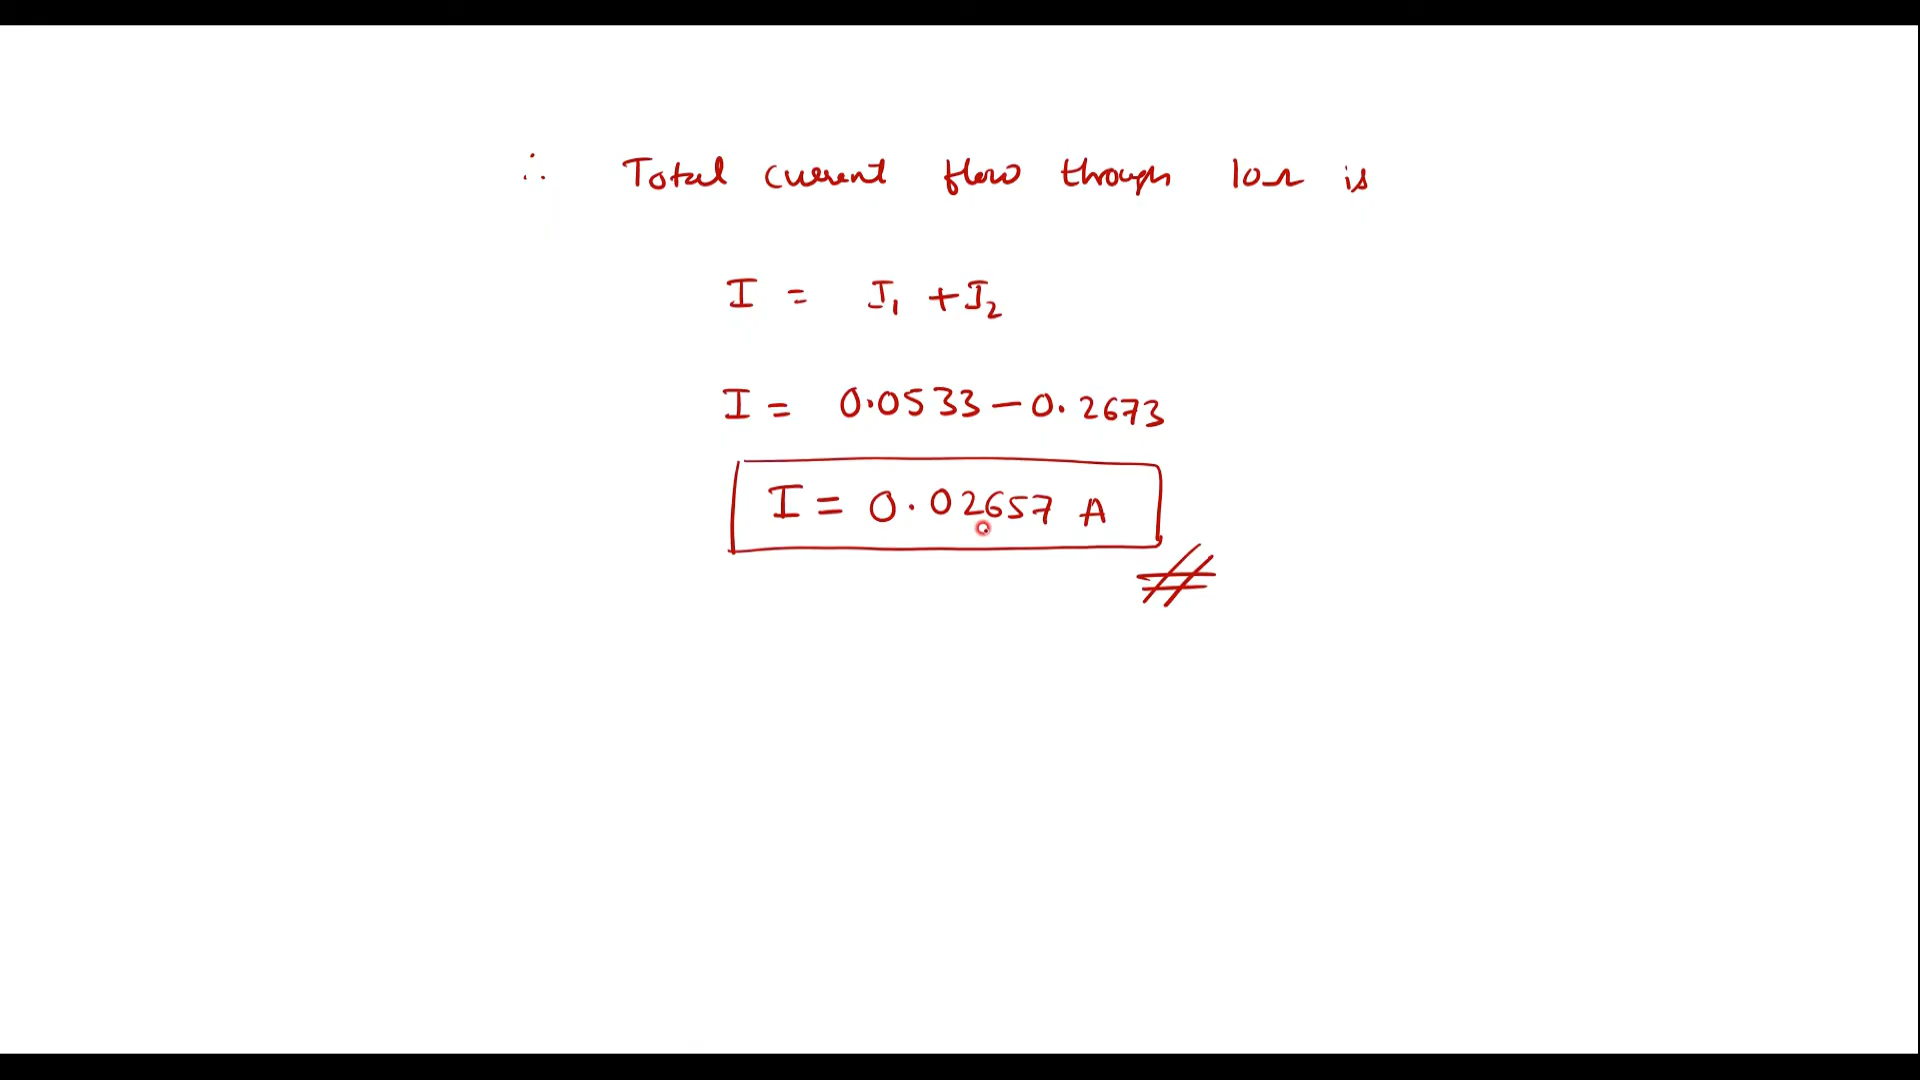 ∴ Total current flow through 10Ω is
I = I₁ + I₂
I = 0.0533 – 0.2673
I = 0.02657 A